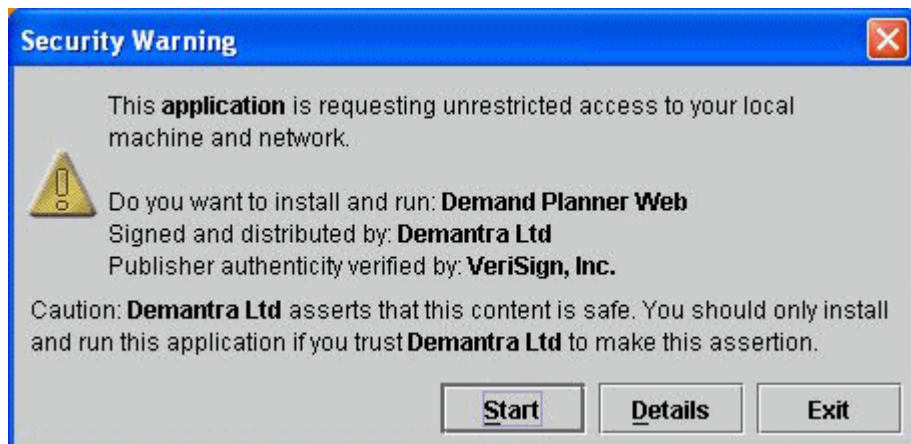 Security Warning
This application is requesting unrestricted access to your local
machine and network.
Do you want to install and run: Demand Planner Web
Signed and distributed by: Demantra Ltd
Publisher authenticity verified by: VeriSign, Inc.
Caution: Demantra Ltd asserts that this content is safe. You should only install
and run this application if you trust Demantra Ltd to make this assertion.
Start Details Exit